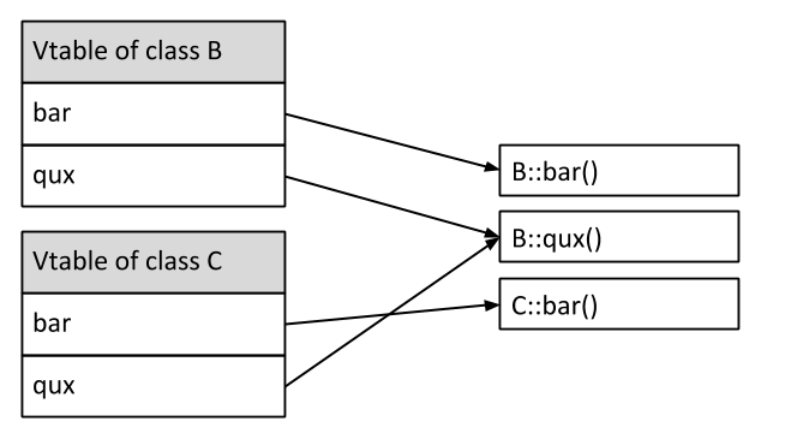 Vtable of class B
bar
qux
Vtable of class C
bar
qux
B::bar()
B::qux()
C::bar()